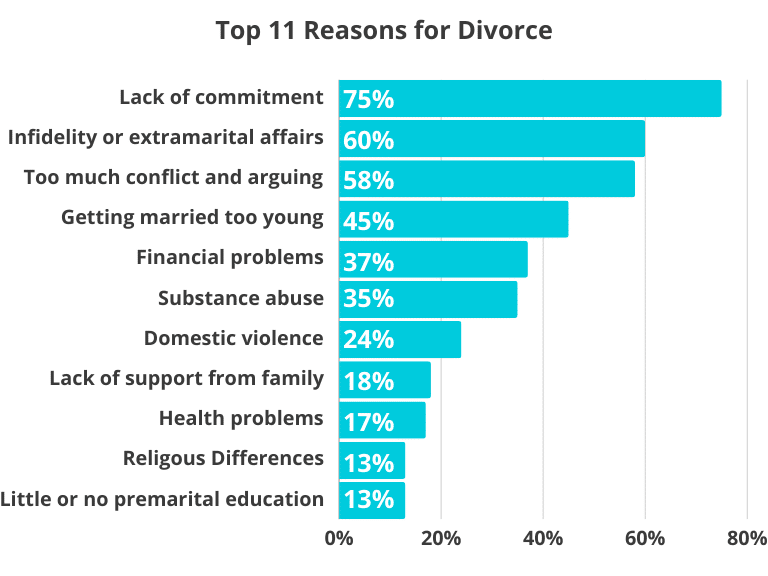 Top 11 Reasons for Divorce
Lack of commitment 75%
Infidelity or extramarital affairs 60%
Too much conflict and arguing 58%
Getting married too young 45%
Financial problems 37%
Substance abuse 35%
Domestic violence 24%
Lack of support from family 18%
Health problems 17%
Religous Differences 13%
Little or no premarital education 13%
0% 20% 40% 60% 80%